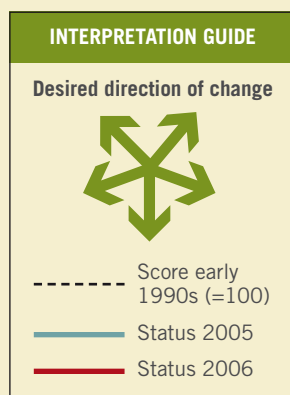 INTERPRETATION GUIDE
Desired direction of change
Score early
1990s (=100)
Status 2005
Status 2006